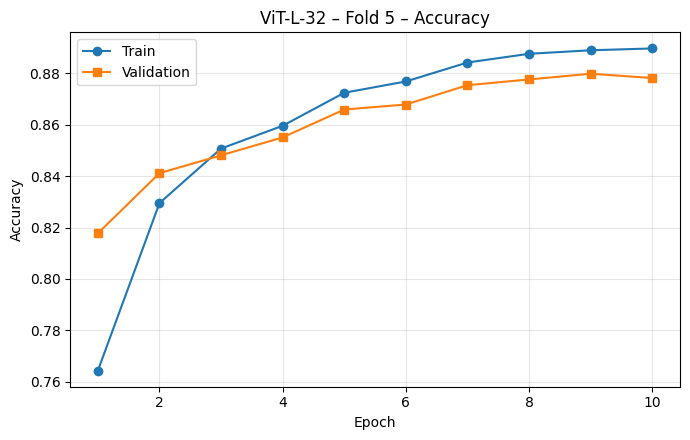 ViT-L-32 – Fold 5 – Accuracy
Train
Validation
Accuracy
0.88
0.86
0.84
0.82
0.80
0.78
0.76
2 4 6 8 10
Epoch